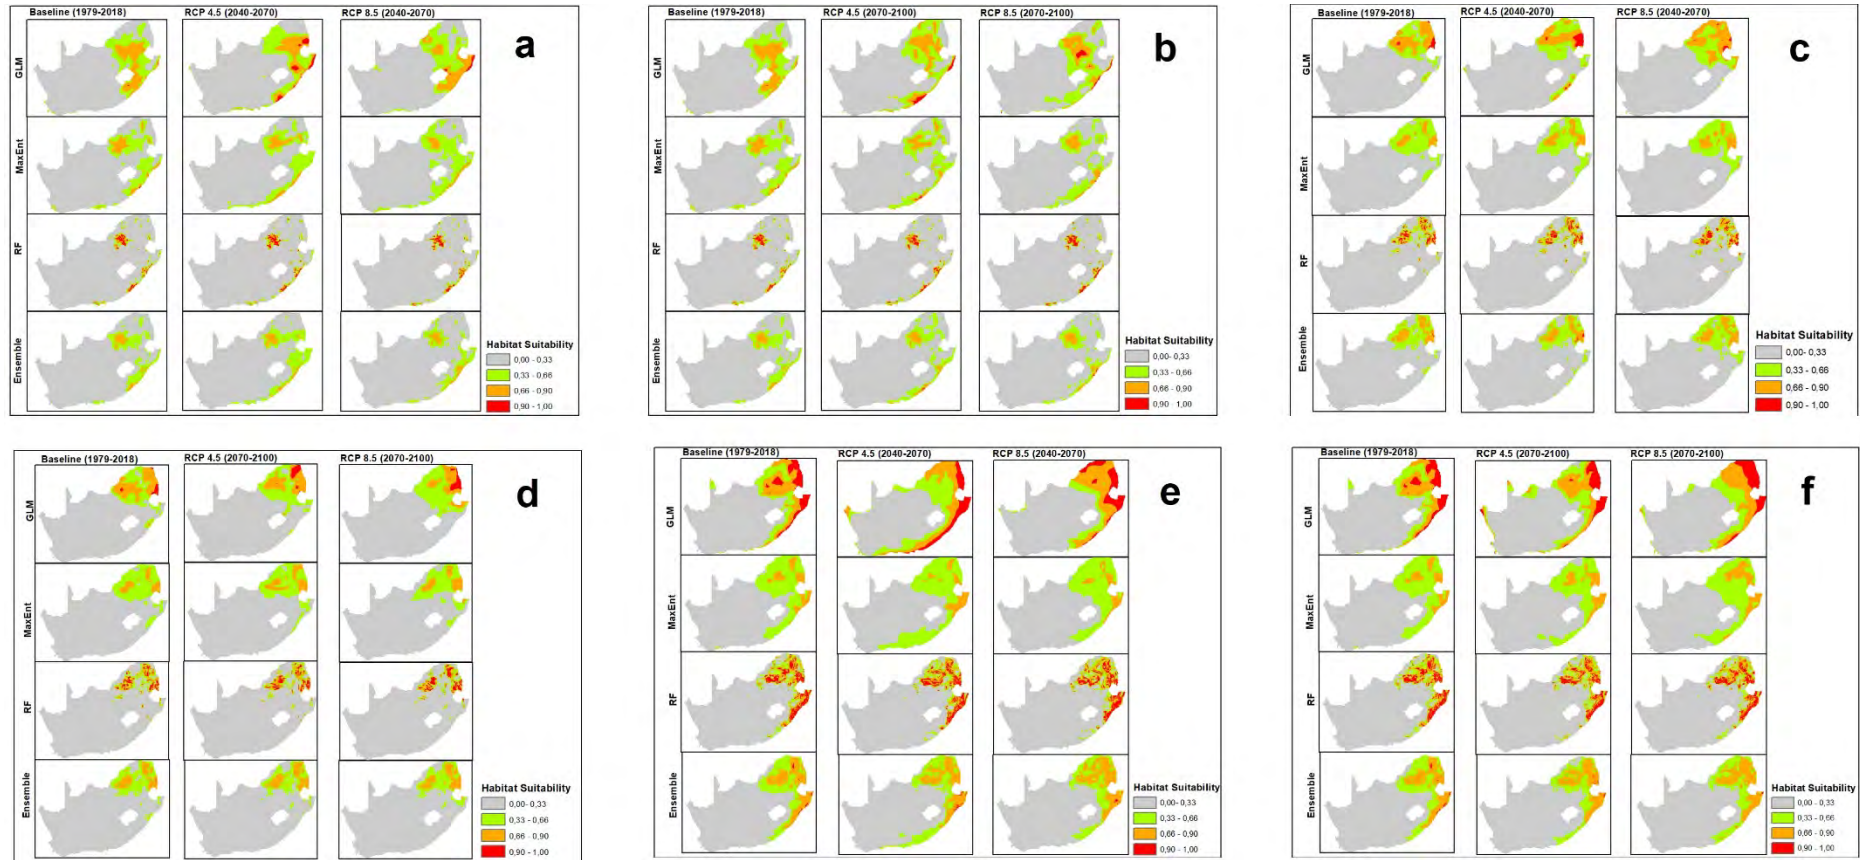 Baseline (1979-2018) RCP 4.5 (2040-2070) RCP 8.5 (2040-2070)
a
GLM
MaxEnt
RF
Ensemble
Habitat Suitability
0,00 - 0,33
0,33 - 0,66
0,66 - 0,90
0,90 - 1,00
Baseline (1979-2018) RCP 4.5 (2070-2100) RCP 8.5 (2070-2100)
b
GLM
MaxEnt
RF
Ensemble
Habitat Suitability
0,00- 0,33
0,33 - 0,66
0,66 - 0,90
0,90 - 1,00
Baseline (1979-2018) RCP 4.5 (2040-2070) RCP 8.5 (2040-2070)
c
GLM
MaxEnt
RF
Ensemble
Habitat Suitability
0,00- 0,33
0,33 - 0,66
0,66 - 0,90
0,90 - 1,00
Baseline (1979-2018) RCP 4.5 (2070-2100) RCP 8.5 (2070-2100)
d
GLM
MaxEnt
RF
Ensemble
Habitat Suitability
0,00- 0,33
0,33 - 0,66
0,66 - 0,90
0,90 - 1,00
Baseline (1979-2018) RCP 4.5 (2040-2070) RCP 8.5 (2040-2070)
e
GLM
MaxEnt
RF
Ensemble
Habitat Suitability
0,00- 0,33
0,33 - 0,66
0,66 - 0,90
0,90 - 1,00
Baseline (1979-2018) RCP 4.5 (2070-2100) RCP 8.5 (2070-2100)
f
GLM
MaxEnt
RF
Ensemble
Habitat Suitability
0,00 - 0,33
0,33 - 0,66
0,66 - 0,90
0,90 - 1,00